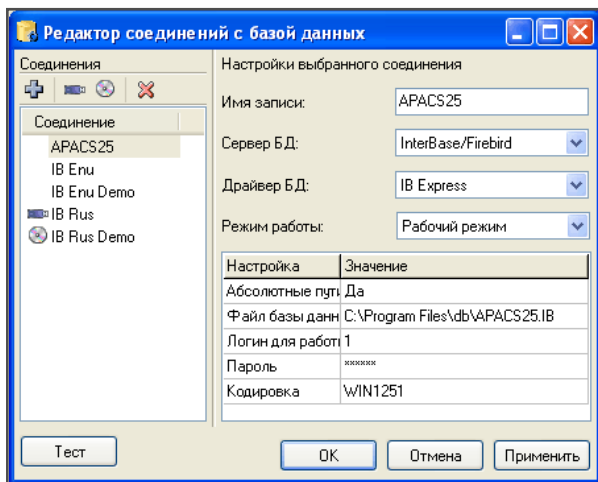 Редактор соединений с базой данных
Соединения
Соединение
APACS25
IB Enu
IB Enu Demo
IB Rus
IB Rus Demo
Тест
Настройки выбранного соединения
Имя записи: APACS25
Сервер БД: InterBase/Firebird
Драйвер БД: IB Express
Режим работы: Рабочий режим
Настройка Значение
Абсолютные пути Да
Файл базы данн C:\Program Files\db\APACS25.IB
Логин для работы 1
Пароль ******
Кодировка WIN1251
OK Отмена Применить